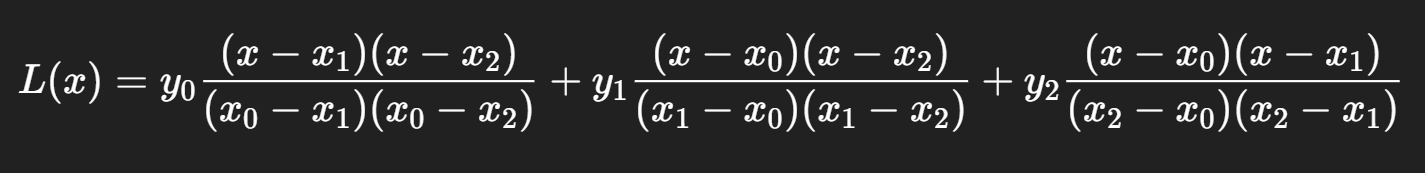 L(x) = y₀ (x − x₁)(x − x₂) / (x₀ − x₁)(x₀ − x₂) + y₁ (x − x₀)(x − x₂) / (x₁ − x₀)(x₁ − x₂) + y₂ (x − x₀)(x − x₁) / (x₂ − x₀)(x₂ − x₁)